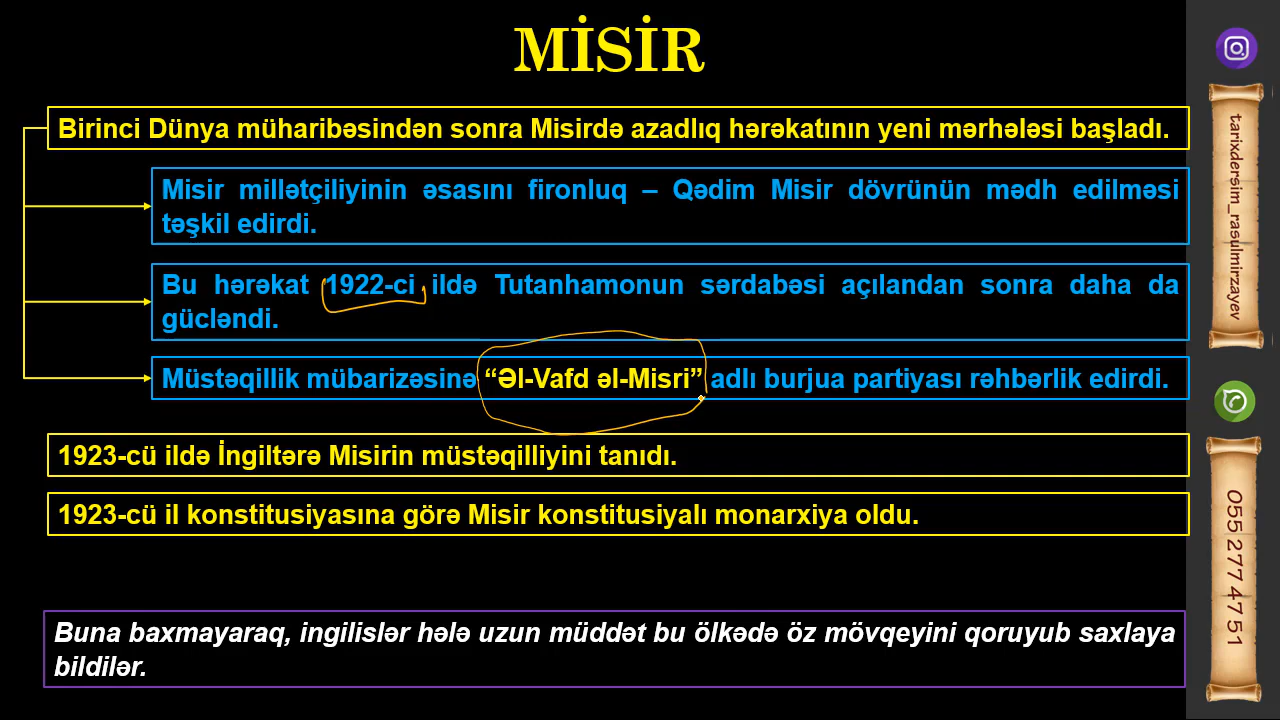 MİSİR
Birinci Dünya müharibəsindən sonra Misirdə azadlıq hərəkatının yeni mərhələsi başladı.
Misir millətçiliyinin əsasını fironluq – Qədim Misir dövrünün mədh edilməsi
təşkil edirdi.
Bu hərəkat 1922-ci ildə Tutanhamonun sərdabəsi açılandan sonra daha da
gücləndi.
Müstəqillik mübarizəsinə “Əl-Vafd əl-Misri” adlı burjua partiyası rəhbərlik edirdi.
1923-cü ildə İngiltərə Misirin müstəqilliyini tanıdı.
1923-cü il konstitusiyasına görə Misir konstitusiyalı monarxiya oldu.
Buna baxmayaraq, ingilislər hələ uzun müddət bu ölkədə öz mövqeyini qoruyub saxlaya
bildilər.
tarixdersim_rasulmirzayev
055 277 47 51